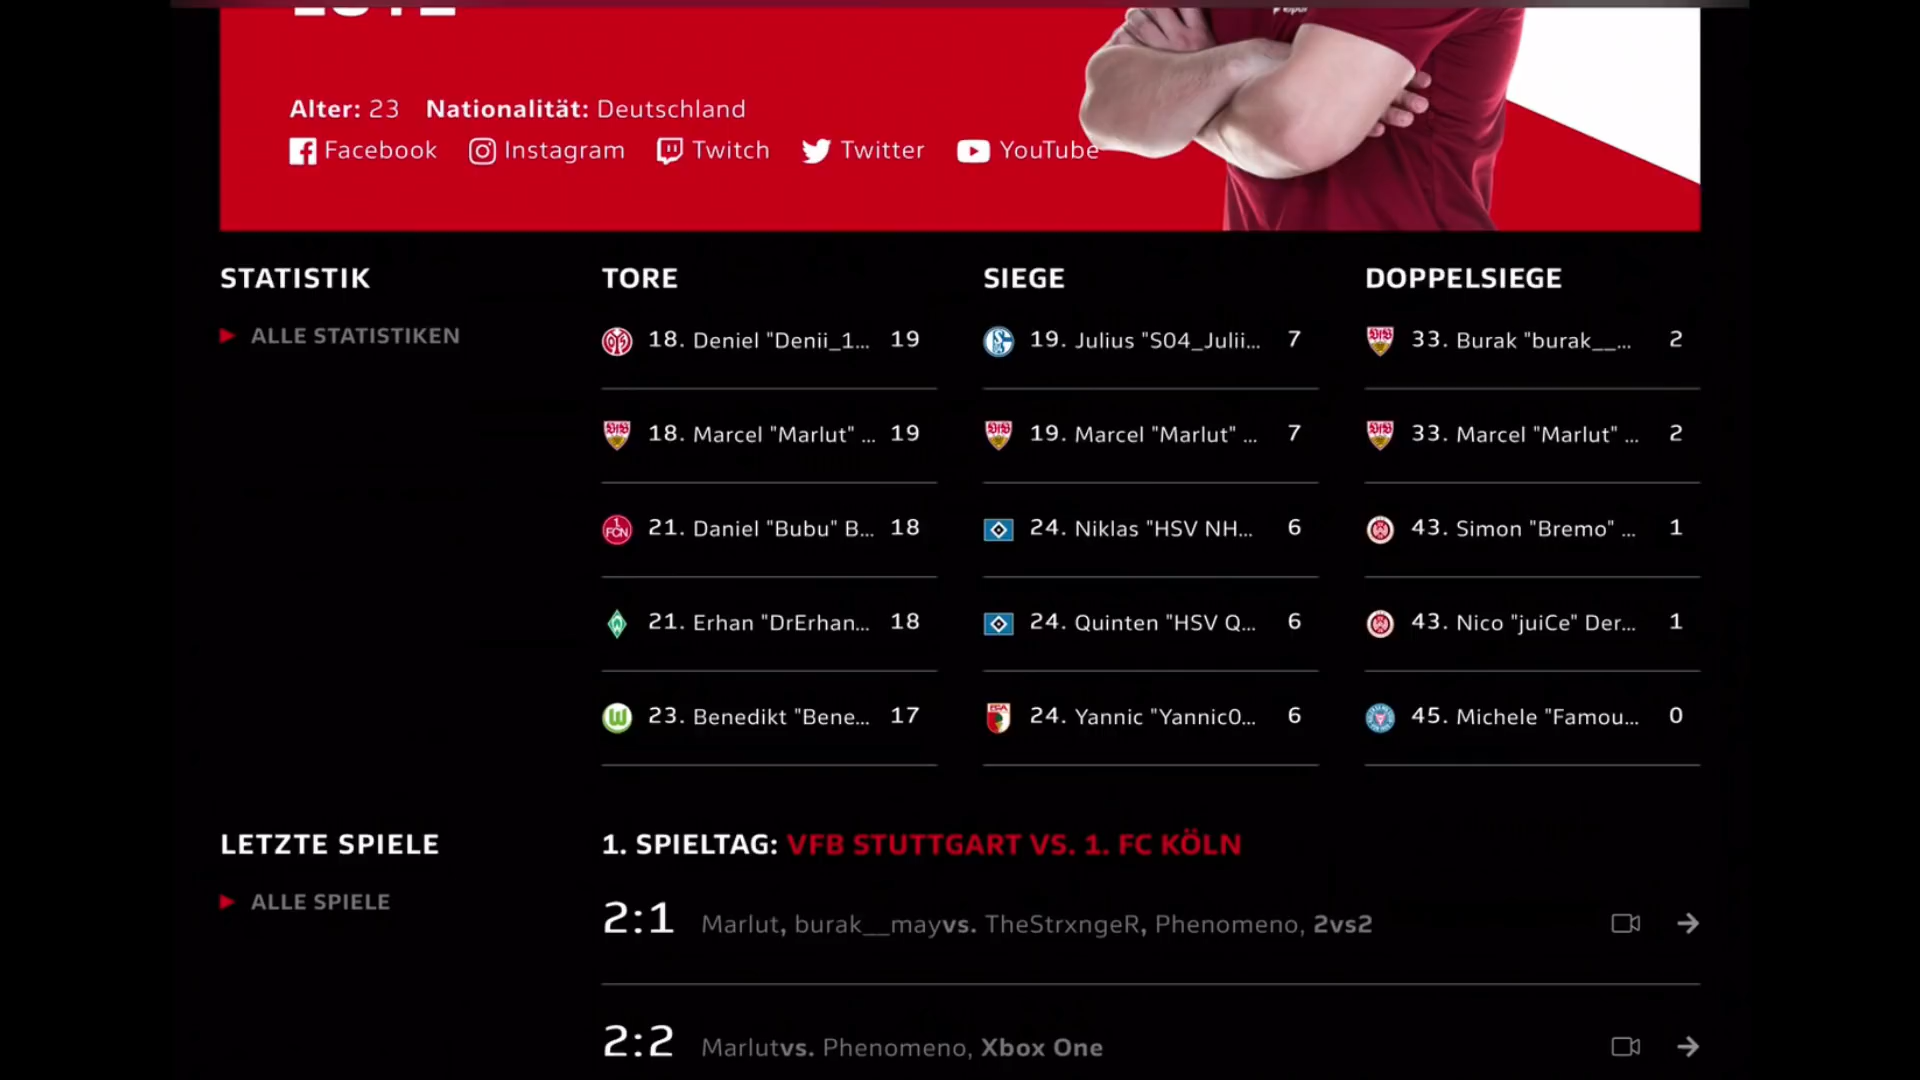 Alter: 23 Nationalität: Deutschland
Facebook Instagram Twitch Twitter YouTube
STATISTIK
ALLE STATISTIKEN
TORE
18. Deniel "Denii_1... 19
18. Marcel "Marlut" ... 19
21. Daniel "Bubu" B... 18
21. Erhan "DrErhan... 18
23. Benedikt "Bene... 17
SIEGE
19. Julius "S04_Julii... 7
19. Marcel "Marlut" ... 7
24. Niklas "HSV NH... 6
24. Quinten "HSV Q... 6
24. Yannic "Yannic0... 6
DOPPELSIEGE
33. Burak "burak__... 2
33. Marcel "Marlut" ... 2
43. Simon "Bremo" ... 1
43. Nico "juiCe" Der... 1
45. Michele "Famou... 0
LETZTE SPIELE
ALLE SPIELE
1. SPIELTAG: VFB STUTTGART VS. 1. FC KÖLN
2:1 Marlut, burak__mayvs. TheStrxngeR, Phenomeno, 2vs2
2:2 Marlutvs. Phenomeno, Xbox One